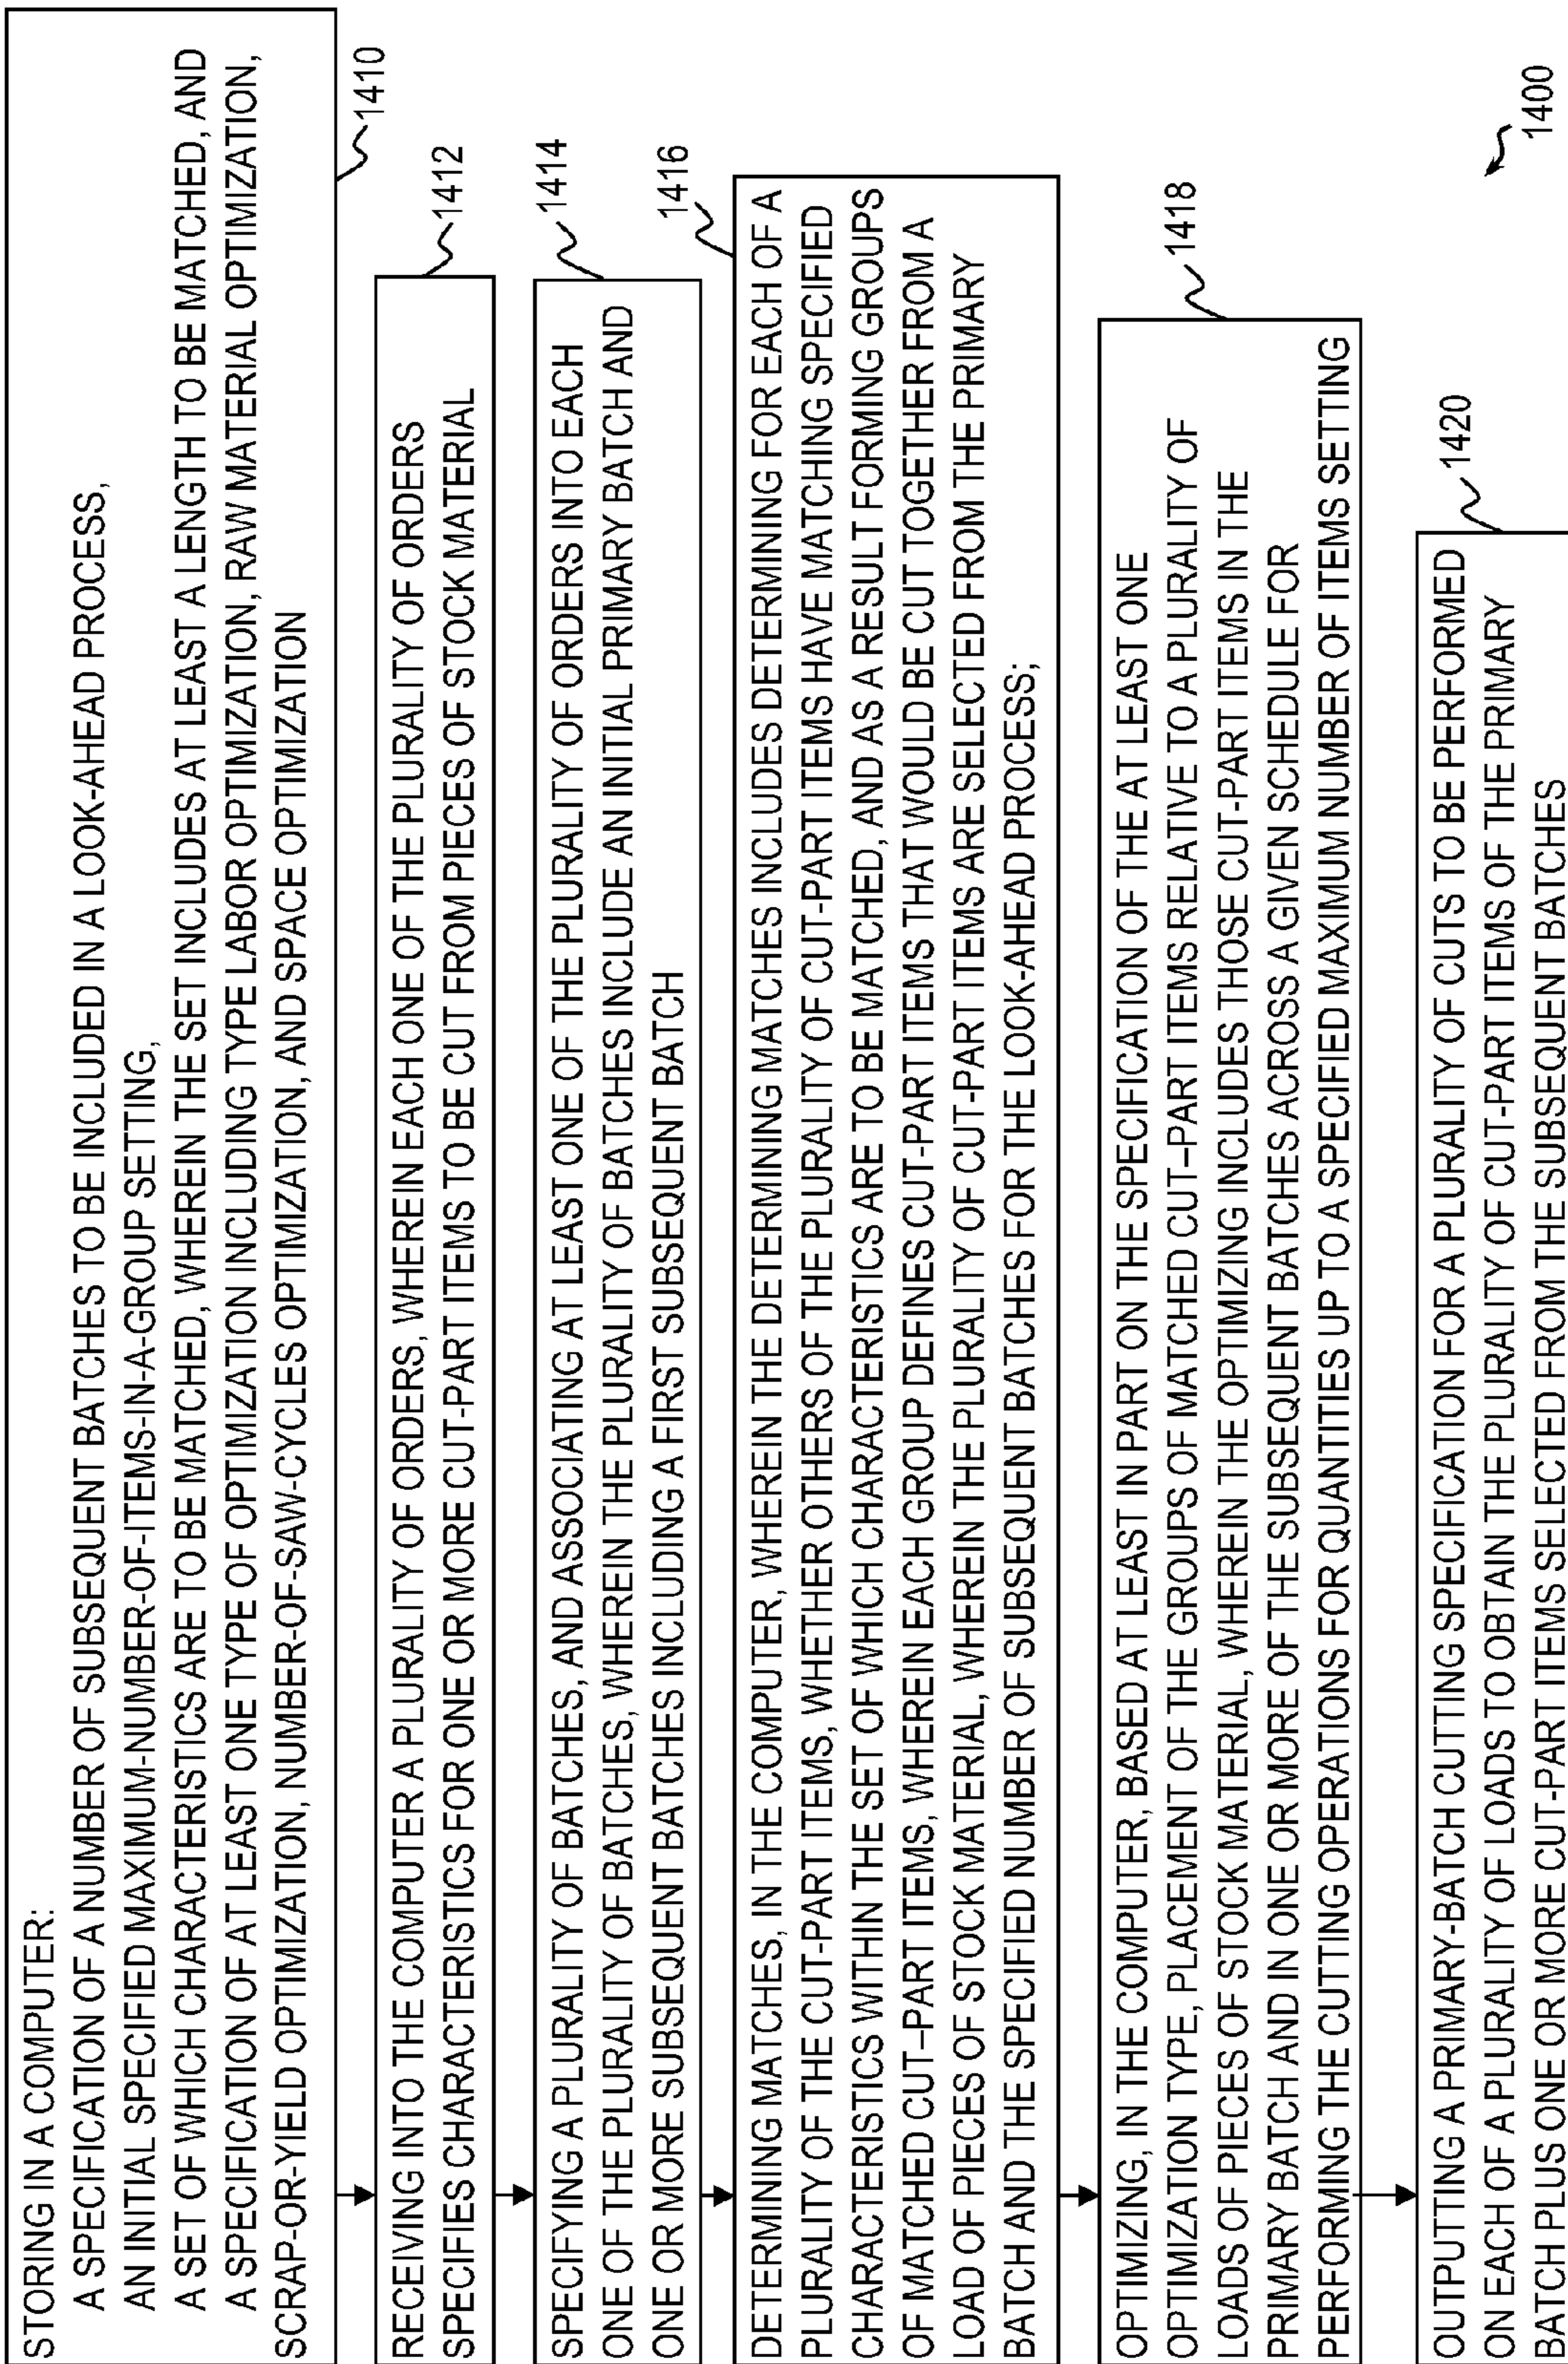 STORING IN A COMPUTER:
A SPECIFICATION OF A NUMBER OF SUBSEQUENT BATCHES TO BE INCLUDED IN A LOOK-AHEAD PROCESS,
AN INITIAL SPECIFIED MAXIMUM-NUMBER-OF-ITEMS-IN-A-GROUP SETTING,
A SET OF WHICH CHARACTERISTICS ARE TO BE MATCHED, WHEREIN THE SET INCLUDES AT LEAST A LENGTH TO BE MATCHED, AND
A SPECIFICATION OF AT LEAST ONE TYPE OF OPTIMIZATION INCLUDING TYPE LABOR OPTIMIZATION, RAW MATERIAL OPTIMIZATION,
SCRAP-OR-YIELD OPTIMIZATION, NUMBER-OF-SAW-CYCLES OPTIMIZATION, AND SPACE OPTIMIZATION
1410
RECEIVING INTO THE COMPUTER A PLURALITY OF ORDERS, WHEREIN EACH ONE OF THE PLURALITY OF ORDERS
SPECIFIES CHARACTERISTICS FOR ONE OR MORE CUT-PART ITEMS TO BE CUT FROM PIECES OF STOCK MATERIAL
1412
SPECIFYING A PLURALITY OF BATCHES, AND ASSOCIATING AT LEAST ONE OF THE PLURALITY OF ORDERS INTO EACH
ONE OF THE PLURALITY OF BATCHES, WHEREIN THE PLURALITY OF BATCHES INCLUDE AN INITIAL PRIMARY BATCH AND
ONE OR MORE SUBSEQUENT BATCHES INCLUDING A FIRST SUBSEQUENT BATCH
1414
DETERMINING MATCHES, IN THE COMPUTER, WHEREIN THE DETERMINING MATCHES INCLUDES DETERMINING FOR EACH OF A
PLURALITY OF THE CUT-PART ITEMS, WHETHER OTHERS OF THE PLURALITY OF CUT-PART ITEMS HAVE MATCHING SPECIFIED
CHARACTERISTICS WITHIN THE SET OF WHICH CHARACTERISTICS ARE TO BE MATCHED, AND AS A RESULT FORMING GROUPS
OF MATCHED CUT–PART ITEMS, WHEREIN EACH GROUP DEFINES CUT-PART ITEMS THAT WOULD BE CUT TOGETHER FROM A
LOAD OF PIECES OF STOCK MATERIAL, WHEREIN THE PLURALITY OF CUT-PART ITEMS ARE SELECTED FROM THE PRIMARY
BATCH AND THE SPECIFIED NUMBER OF SUBSEQUENT BATCHES FOR THE LOOK-AHEAD PROCESS;
1416
OPTIMIZING, IN THE COMPUTER, BASED AT LEAST IN PART ON THE SPECIFICATION OF THE AT LEAST ONE
OPTIMIZATION TYPE, PLACEMENT OF THE GROUPS OF MATCHED CUT–PART ITEMS RELATIVE TO A PLURALITY OF
LOADS OF PIECES OF STOCK MATERIAL, WHEREIN THE OPTIMIZING INCLUDES THOSE CUT-PART ITEMS IN THE
PRIMARY BATCH AND IN ONE OR MORE OF THE SUBSEQUENT BATCHES ACROSS A GIVEN SCHEDULE FOR
PERFORMING THE CUTTING OPERATIONS FOR QUANTITIES UP TO A SPECIFIED MAXIMUM NUMBER OF ITEMS SETTING
1418
OUTPUTTING A PRIMARY-BATCH CUTTING SPECIFICATION FOR A PLURALITY OF CUTS TO BE PERFORMED
ON EACH OF A PLURALITY OF LOADS TO OBTAIN THE PLURALITY OF CUT-PART ITEMS OF THE PRIMARY
BATCH PLUS ONE OR MORE CUT-PART ITEMS SELECTED FROM THE SUBSEQUENT BATCHES
1420
1400